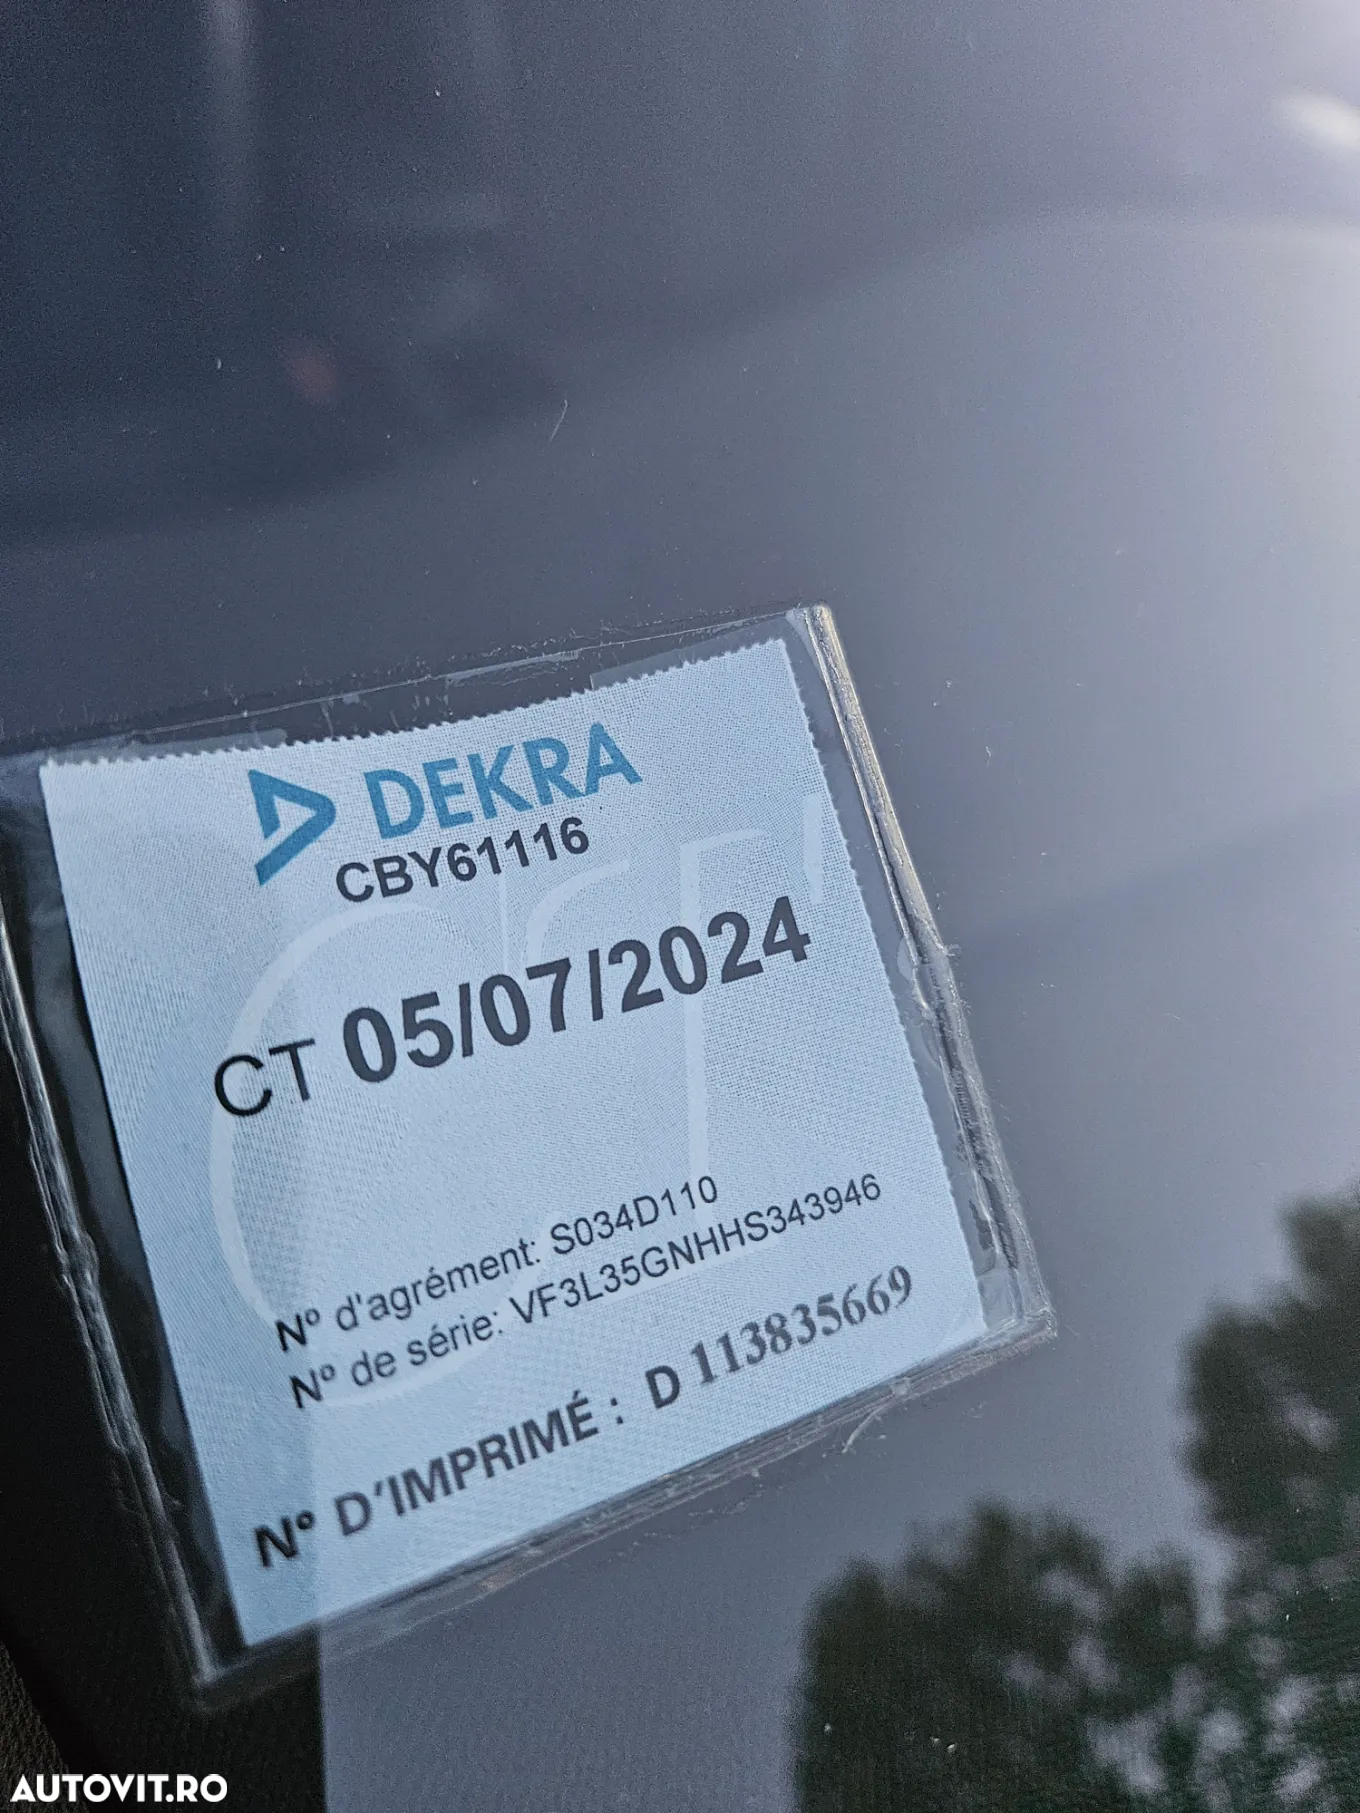 DEKRA
CBY61116
CT 05/07/2024
N° d'agrément: S034D110
N° de série: VF3L35GNHHS343946
N° D'IMPRIMÉ : D 113835669
AUTOVIT.RO